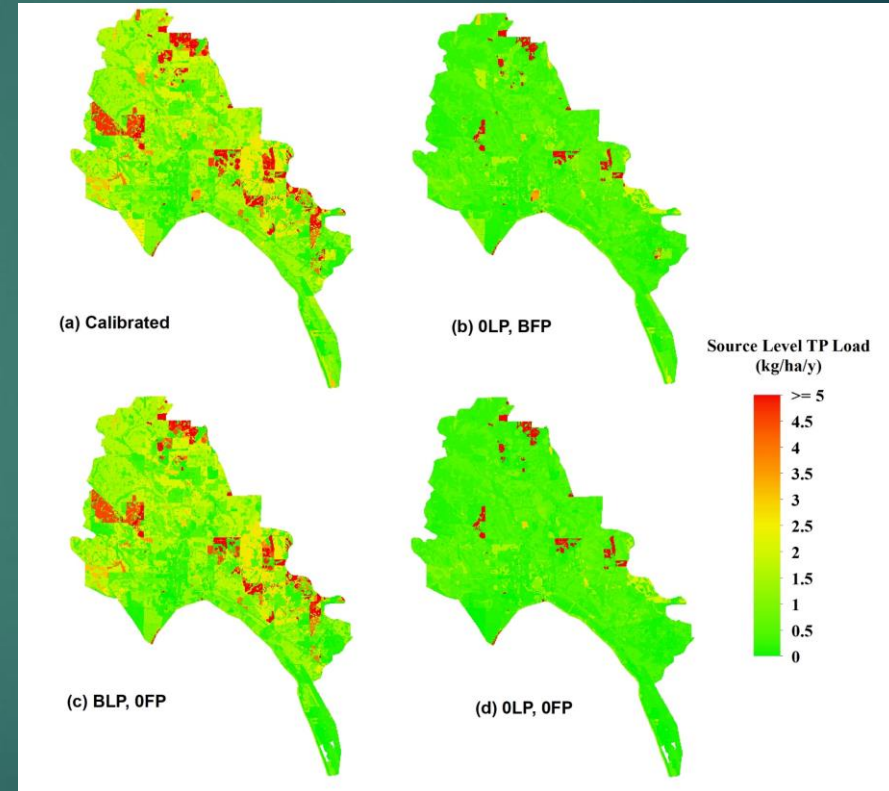 (a) Calibrated
(b) 0LP, BFP
Source Level TP Load
(kg/ha/y)
>= 5
4.5
4
3.5
3
2.5
2
1.5
1
0.5
0
(c) BLP, 0FP
(d) 0LP, 0FP